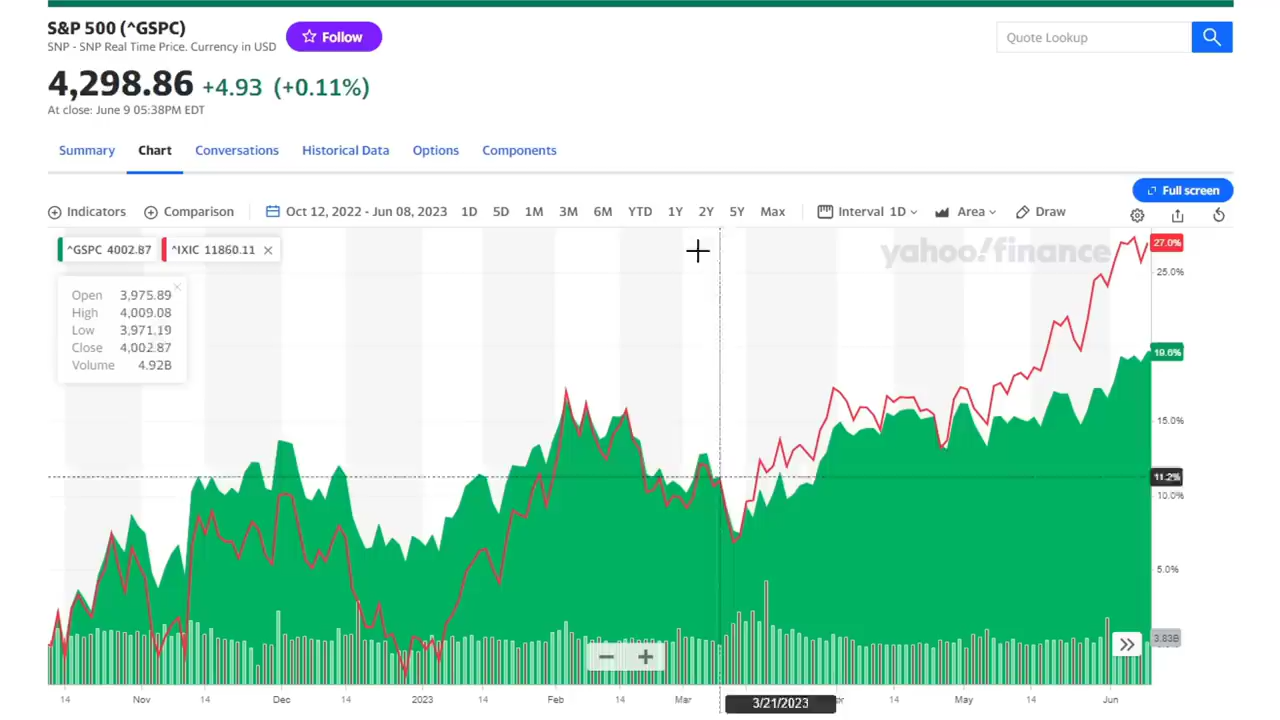 S&P 500 (^GSPC)
Follow
SNP - SNP Real Time Price. Currency in USD
Quote Lookup
4,298.86 +4.93 (+0.11%)
At close: June 9 05:38PM EDT
Summary Chart Conversations Historical Data Options Components
Full screen
Indicators Comparison Oct 12, 2022 - Jun 08, 2023 1D 5D 1M 3M 6M YTD 1Y 2Y 5Y Max Interval 1D Area Draw
^GSPC 4002.87 ^IXIC 11860.11
yahoo!finance
27.0%
25.0%
Open 3,975.89
High 4,009.08
Low 3,971.19
Close 4,002.87
Volume 4.92B
19.6%
15.0%
11.2%
10.0%
5.0%
3.83B
14 Nov 14 Dec 14 2023 14 Feb 14 Mar 14 May 14 Jun
3/21/2023